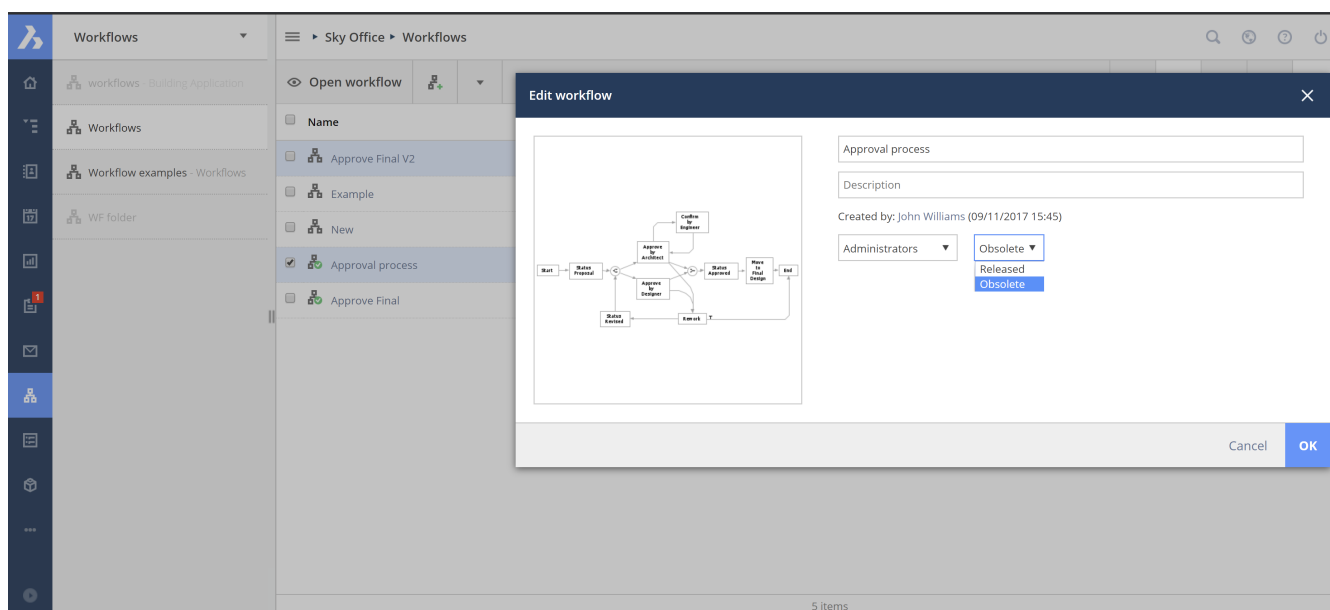 Workflows
Sky Office ▸ Workflows
workflows - Building Application
Workflows
Workflow examples - Workflows
WF folder
17
1
Open workflow
Name
Approve Final V2
Example
New
Approval process
Approve Final
5 items
Edit workflow
Start
Status
Proposal
Approve
by
Architect
Confirm
by
Engineer
Approve
by
Designer
Status
Revised
Remark
Status
Approved
Move
to
Final
Design
End
Approval process
Description
Created by: John Williams (09/11/2017 15:45)
Administrators
Obsolete
Released
Obsolete
Cancel
OK